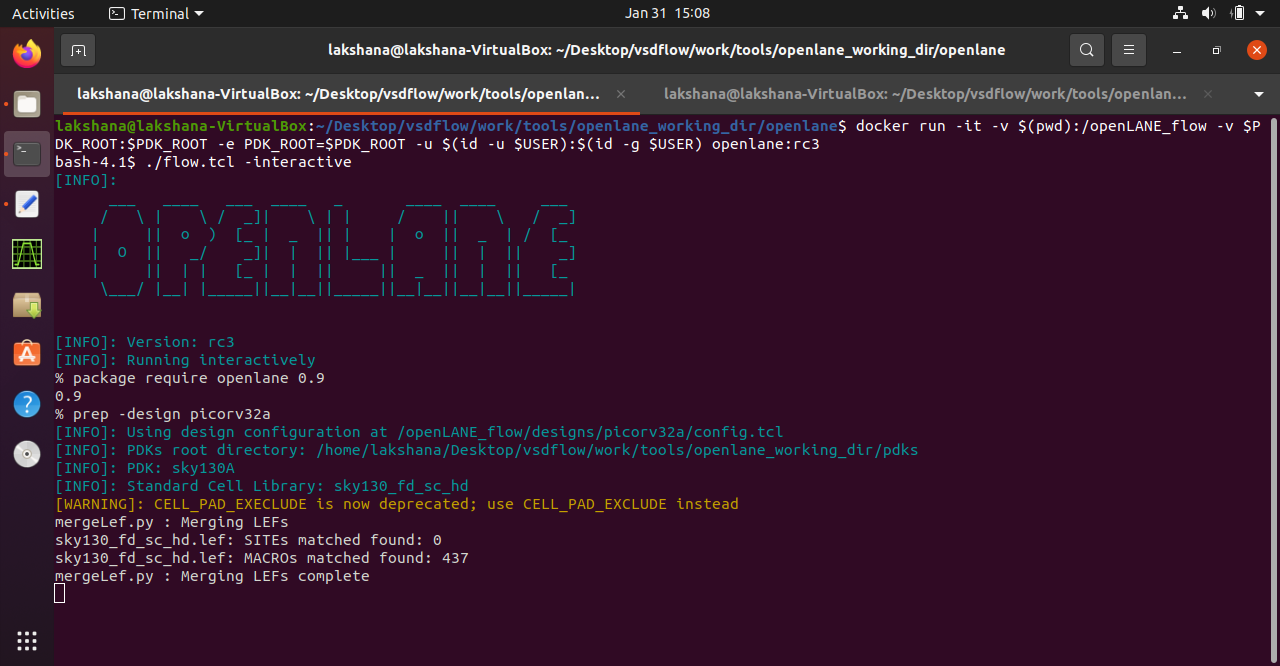 Activities Terminal Jan 31 15:08
lakshana@lakshana-VirtualBox: ~/Desktop/vsdflow/work/tools/openlane_working_dir/openlane
lakshana@lakshana-VirtualBox: ~/Desktop/vsdflow/work/tools/openlan... lakshana@lakshana-VirtualBox: ~/Desktop/vsdflow/work/tools/openlan...
lakshana@lakshana-VirtualBox:~/Desktop/vsdflow/work/tools/openlane_working_dir/openlane$ docker run -it -v $(pwd):/openLANE_flow -v $P
DK_ROOT:$PDK_ROOT -e PDK_ROOT=$PDK_ROOT -u $(id -u $USER):$(id -g $USER) openlane:rc3
bash-4.1$ ./flow.tcl -interactive
[INFO]:
OPENLANE
[INFO]: Version: rc3
[INFO]: Running interactively
% package require openlane 0.9
0.9
% prep -design picorv32a
[INFO]: Using design configuration at /openLANE_flow/designs/picorv32a/config.tcl
[INFO]: PDKs root directory: /home/lakshana/Desktop/vsdflow/work/tools/openlane_working_dir/pdks
[INFO]: PDK: sky130A
[INFO]: Standard Cell Library: sky130_fd_sc_hd
[WARNING]: CELL_PAD_EXECLUDE is now deprecated; use CELL_PAD_EXCLUDE instead
mergeLef.py : Merging LEFs
sky130_fd_sc_hd.lef: SITEs matched found: 0
sky130_fd_sc_hd.lef: MACROs matched found: 437
mergeLef.py : Merging LEFs complete